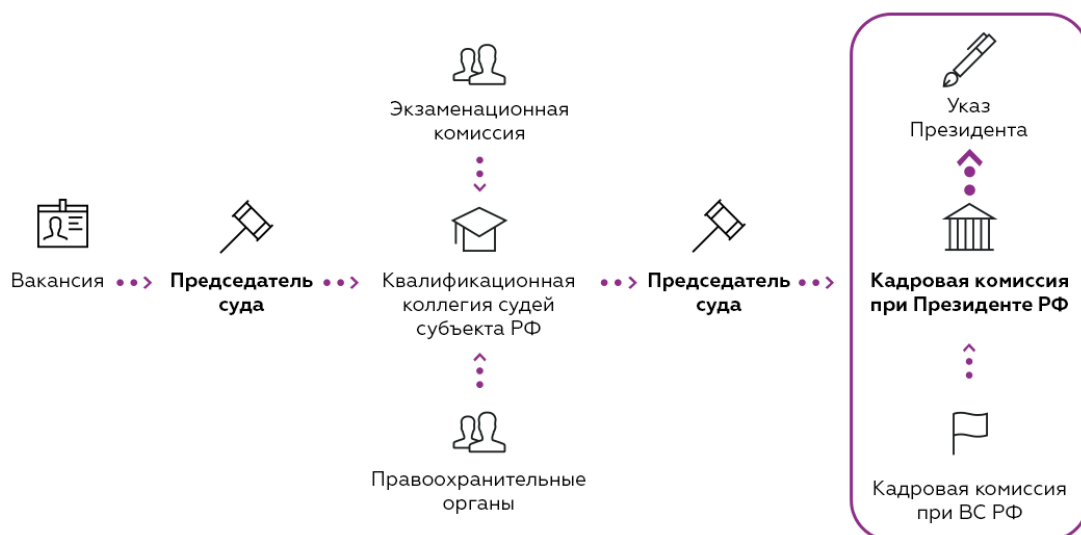 Экзаменационная
комиссия
Указ
Президента
Вакансия
Председатель
суда
Квалификационная
коллегия судей
субъекта РФ
Председатель
суда
Кадровая комиссия
при Президенте РФ
Правоохранительные
органы
Кадровая комиссия
при ВС РФ